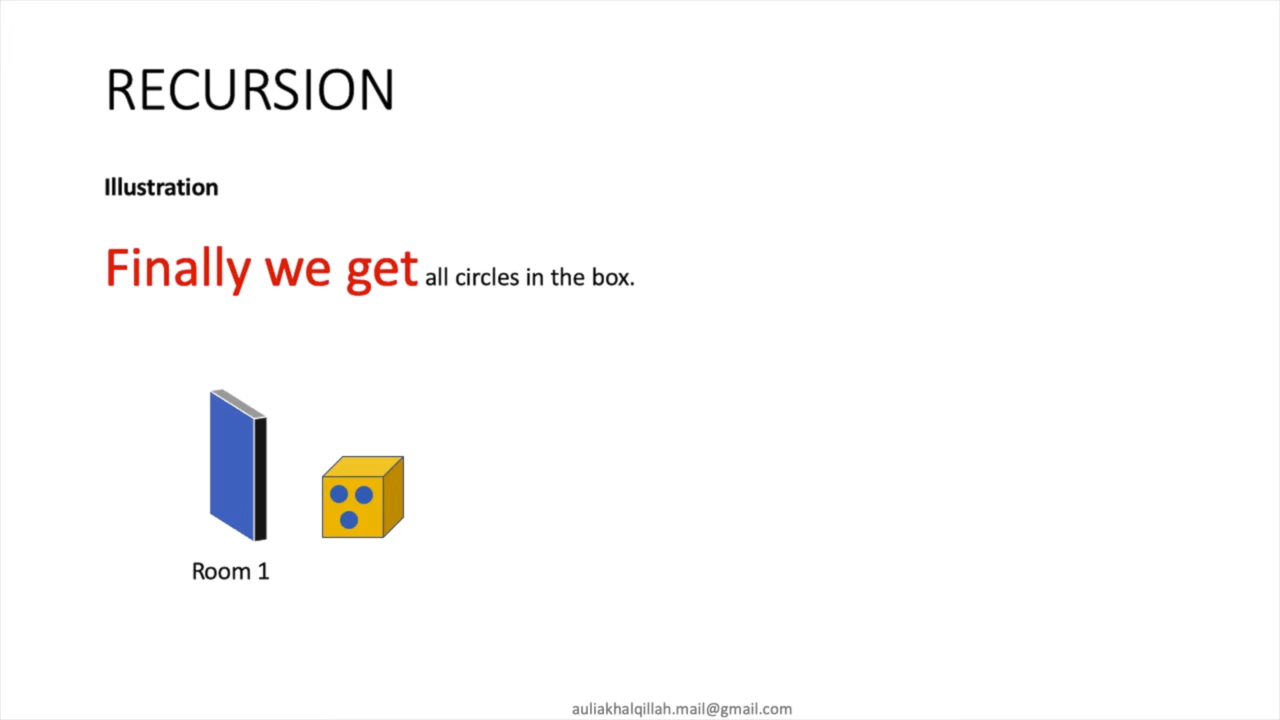 RECURSION
Illustration
Finally we get all circles in the box.
Room 1
auliakhalqillah.mail@gmail.com